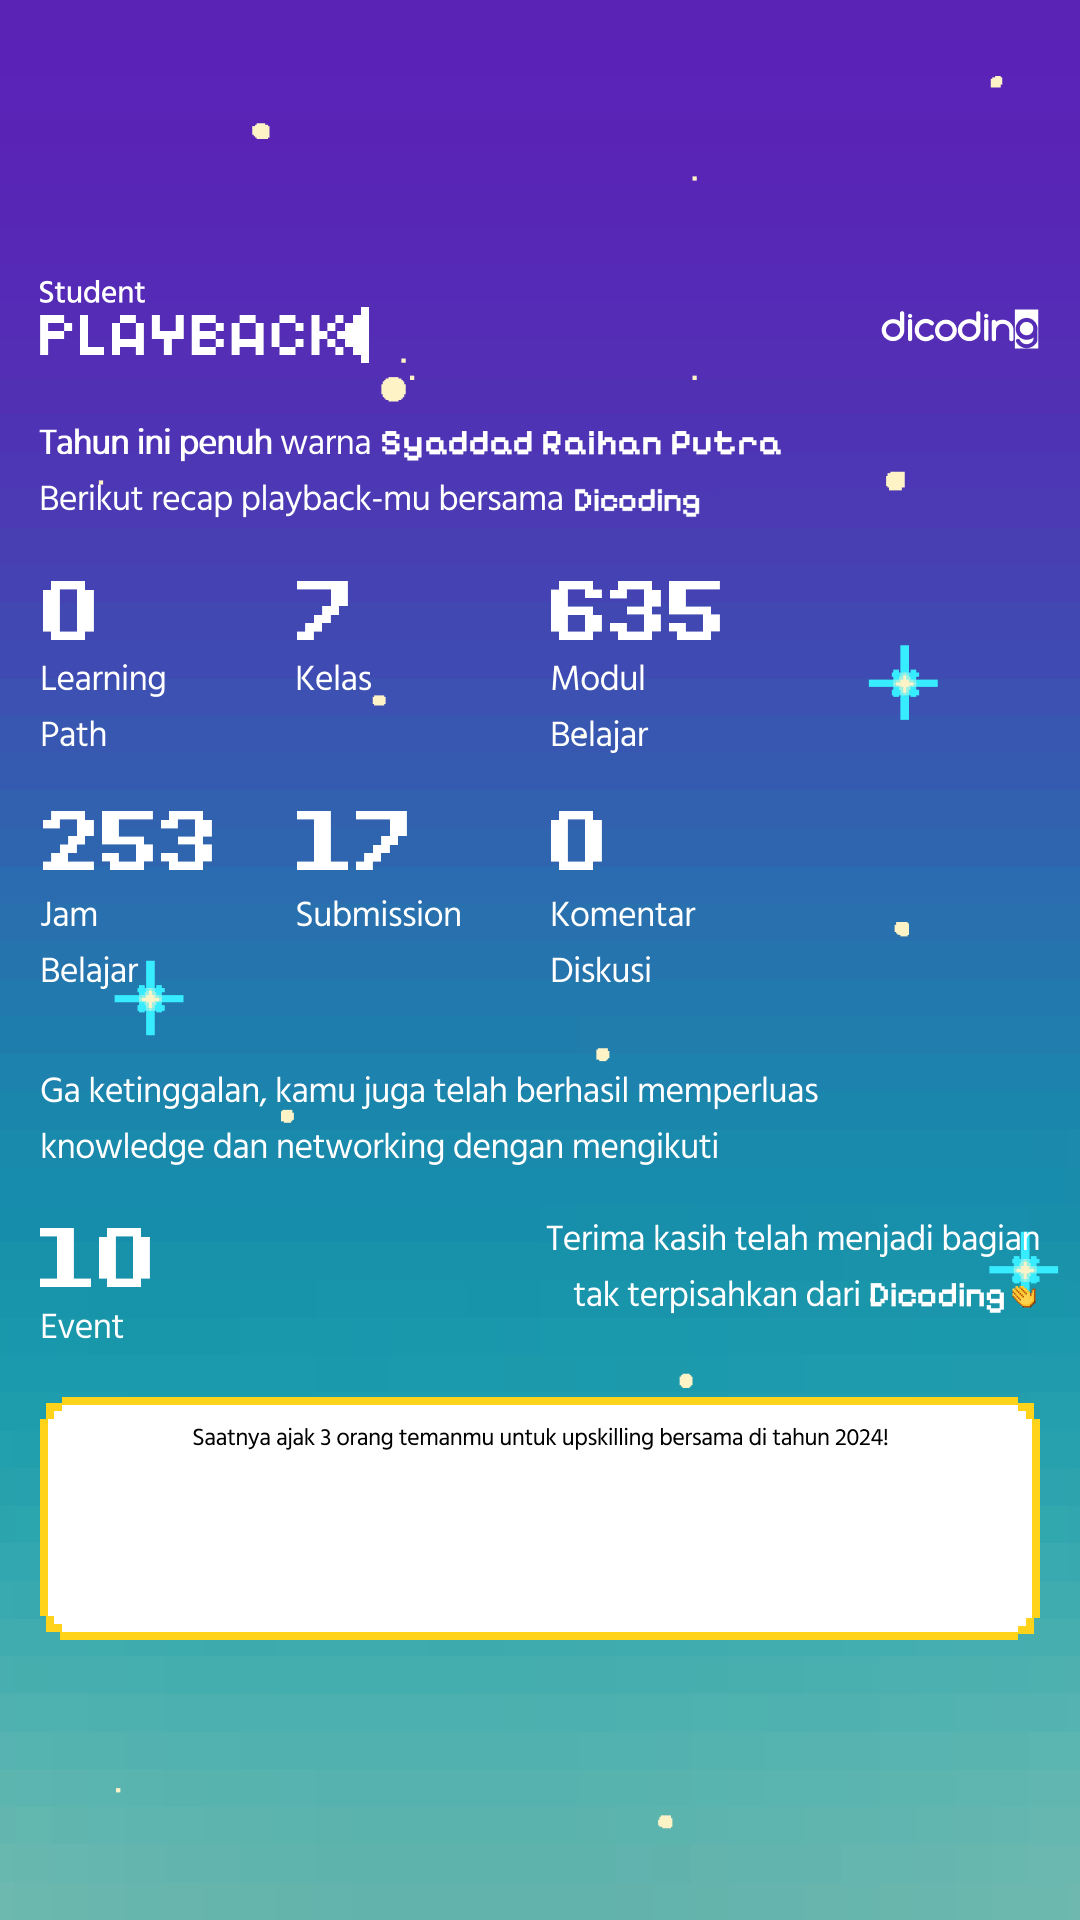 Student
PLAYBACK
dicoding
Tahun ini penuh warna Syaddad Raihan Putra
Berikut recap playback-mu bersama Dicoding
0 7 635
Learning Kelas Modul
Path Belajar
253 17 0
Jam Submission Komentar
Belajar Diskusi
Ga ketinggalan, kamu juga telah berhasil memperluas
knowledge dan networking dengan mengikuti
10
Event
Terima kasih telah menjadi bagian
tak terpisahkan dari Dicoding👋
Saatnya ajak 3 orang temanmu untuk upskilling bersama di tahun 2024!